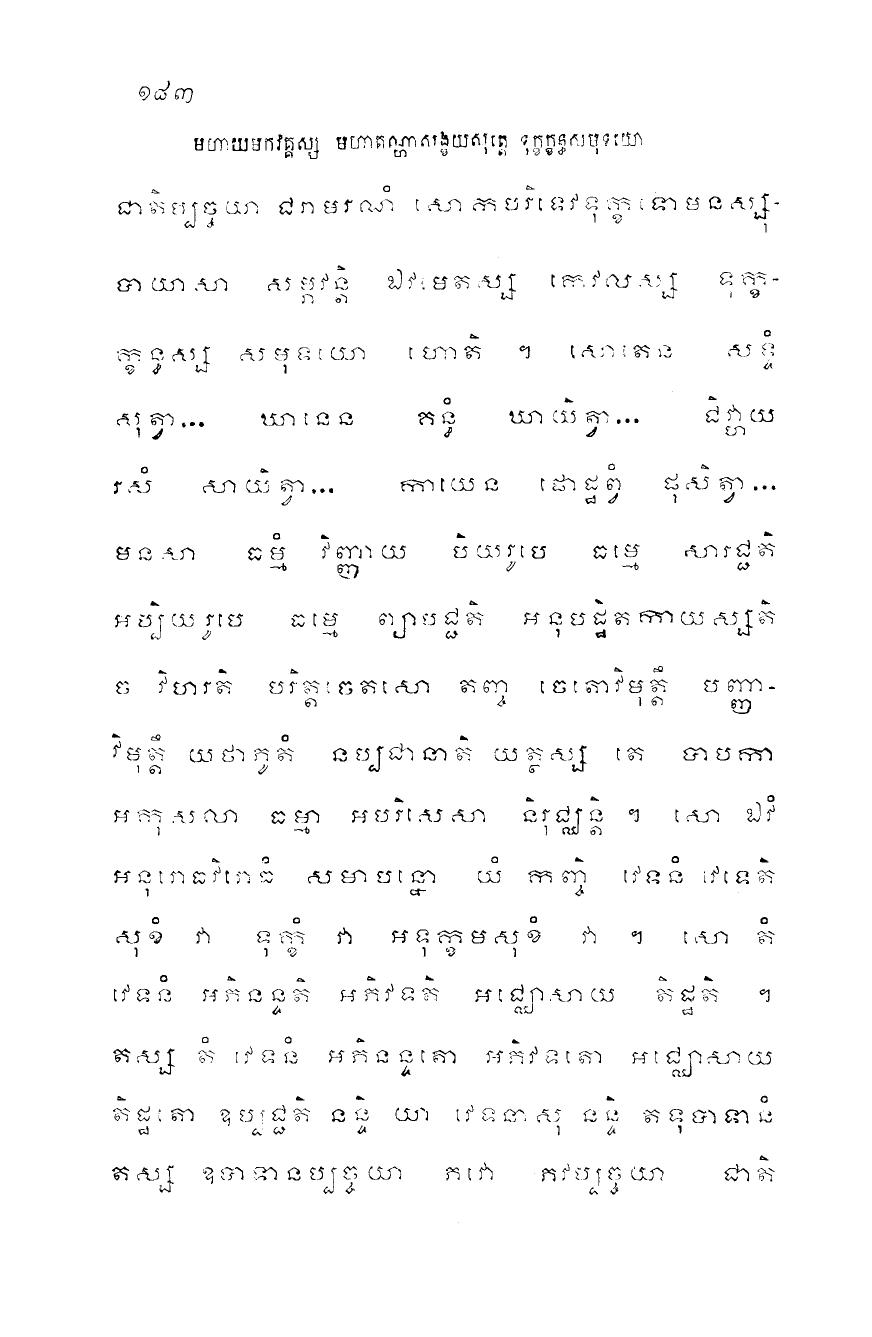 ១៨៣
មហាយមកវគ្គស្ស មហាតណ្ហាសង្ខយសុត្តេ ទុក្ខក្ខន្ធសមុទយោ
ជាតិប្បច្ចយា ជរាមរណំ សោកបរិទេវទុក្ខទោមនស្សុ-
បាយាសា សម្ភវន្តិ ឯវមេតស្ស កេវលស្ស ទុក្ខ-
ក្ខន្ធស្ស សមុទយោ ហោតិ ។ សោតេន សទ្ទំ
សុត្វា... ឃានេន គន្ធំ ឃាយិត្វា... ជិវ្ហាយ
រសំ សាយិត្វា... កាយេន ផោដ្ឋព្វំ ផុសិត្វា...
មនសា ធម្មំ វិញ្ញាយ បិយរូបេ ធម្មេ សារជ្ជតិ
អប្បិយរូបេ ធម្មេ ព្យាបជ្ជតិ អនុបដ្ឋិតកាយស្សតិ
ច វិហរតិ បរិត្តចេតសោ តញ្ច ចេតោវិមុត្តឹ បញ្ញា-
វិមុត្តឹ យថាភូតំ នប្បជានាតិ យត្ថស្ស តេ បាបកា
អកុសលា ធម្មា អបរិសេសា និរុជ្ឈន្តិ ។ សោ ឯវំ
អនុរោធវិរោធំ សមាបន្នោ យំ កញ្ចិ វេទនំ វេទេតិ
សុខំ វា ទុក្ខំ វា អទុក្ខមសុខំ វា ។ សោ តំ
វេទនំ អភិនន្ទតិ អភិវទតិ អជ្ឈោសាយ តិដ្ឋតិ ។
តស្ស តំ វេទនំ អភិនន្ទតោ អភិវទតោ អជ្ឈោសាយ
តិដ្ឋតោ ឧប្បជ្ជតិ នន្ទិ យា វេទនាសុ នន្ទិ តទុបាទានំ
តស្ស ឧបាទានប្បច្ចយា ភវោ ភវប្បច្ចយា ជាតិ